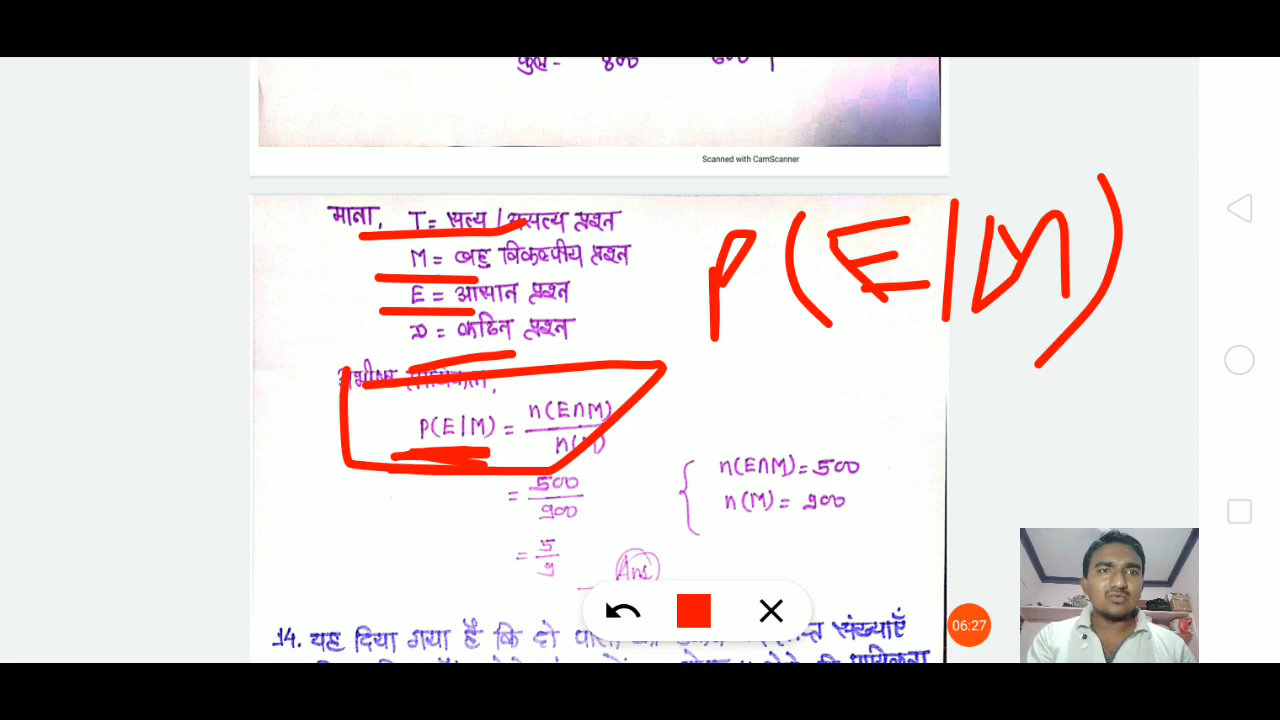 कुल -
Scanned with CamScanner
माना, T = सत्य / असत्य प्रश्न
M = बहु विकल्पीय प्रश्न
E = आसान प्रश्न
D = कठिन प्रश्न
P(E/M)
P(E|M) = n(E∩M)
n(M)
= 500
900
n(E∩M) = 500
n(M) = 900
= 5
9
Ans
14. यह दिया गया है कि दो संख्याएँ
06:27